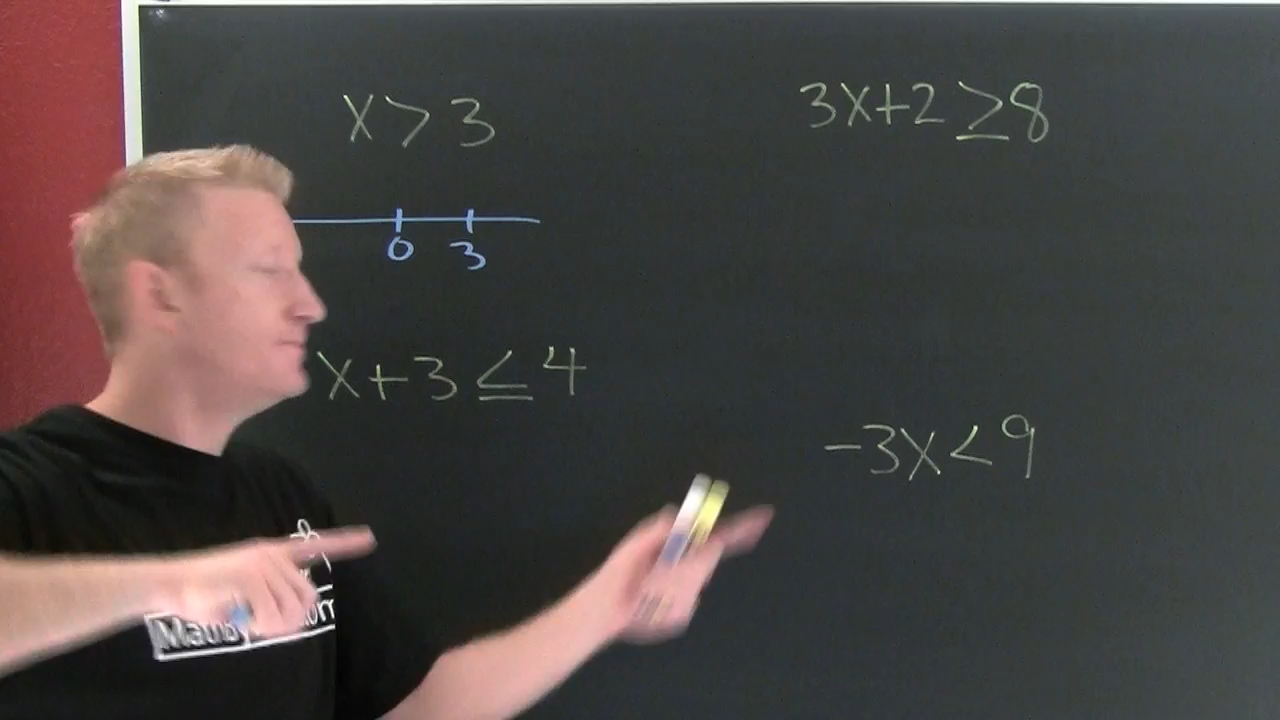 x > 3
0 3
x + 3 ≤ 4
3x + 2 ≥ 8
-3x < 9